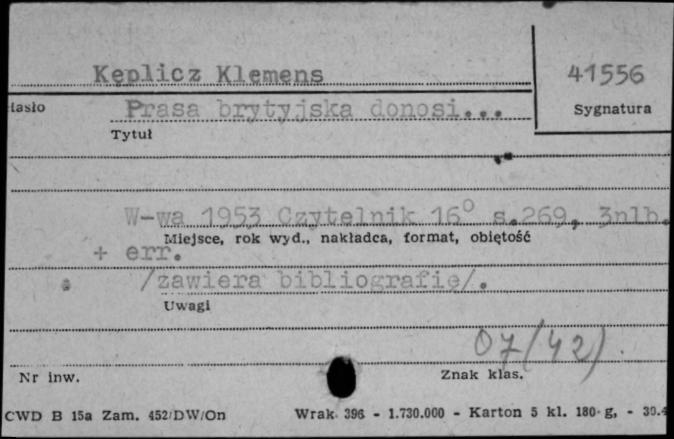 Kęplicz Klemens
41556
Hasło
Prasa brytyjska donosi...
Sygnatura
Tytuł
W-wa 1953 Czytelnik 16° s.269, 3nlb.
Miejsce, rok wyd., nakładca, format, objętość
+ err.
/zawiera bibliografię/.
Uwagi
07/42/.
Nr inw.
Znak klas.
CWD B 15a Zam. 452/DW/On
Wrak. 396 - 1.730.000 - Karton 5 kl. 180 g, - 30.4